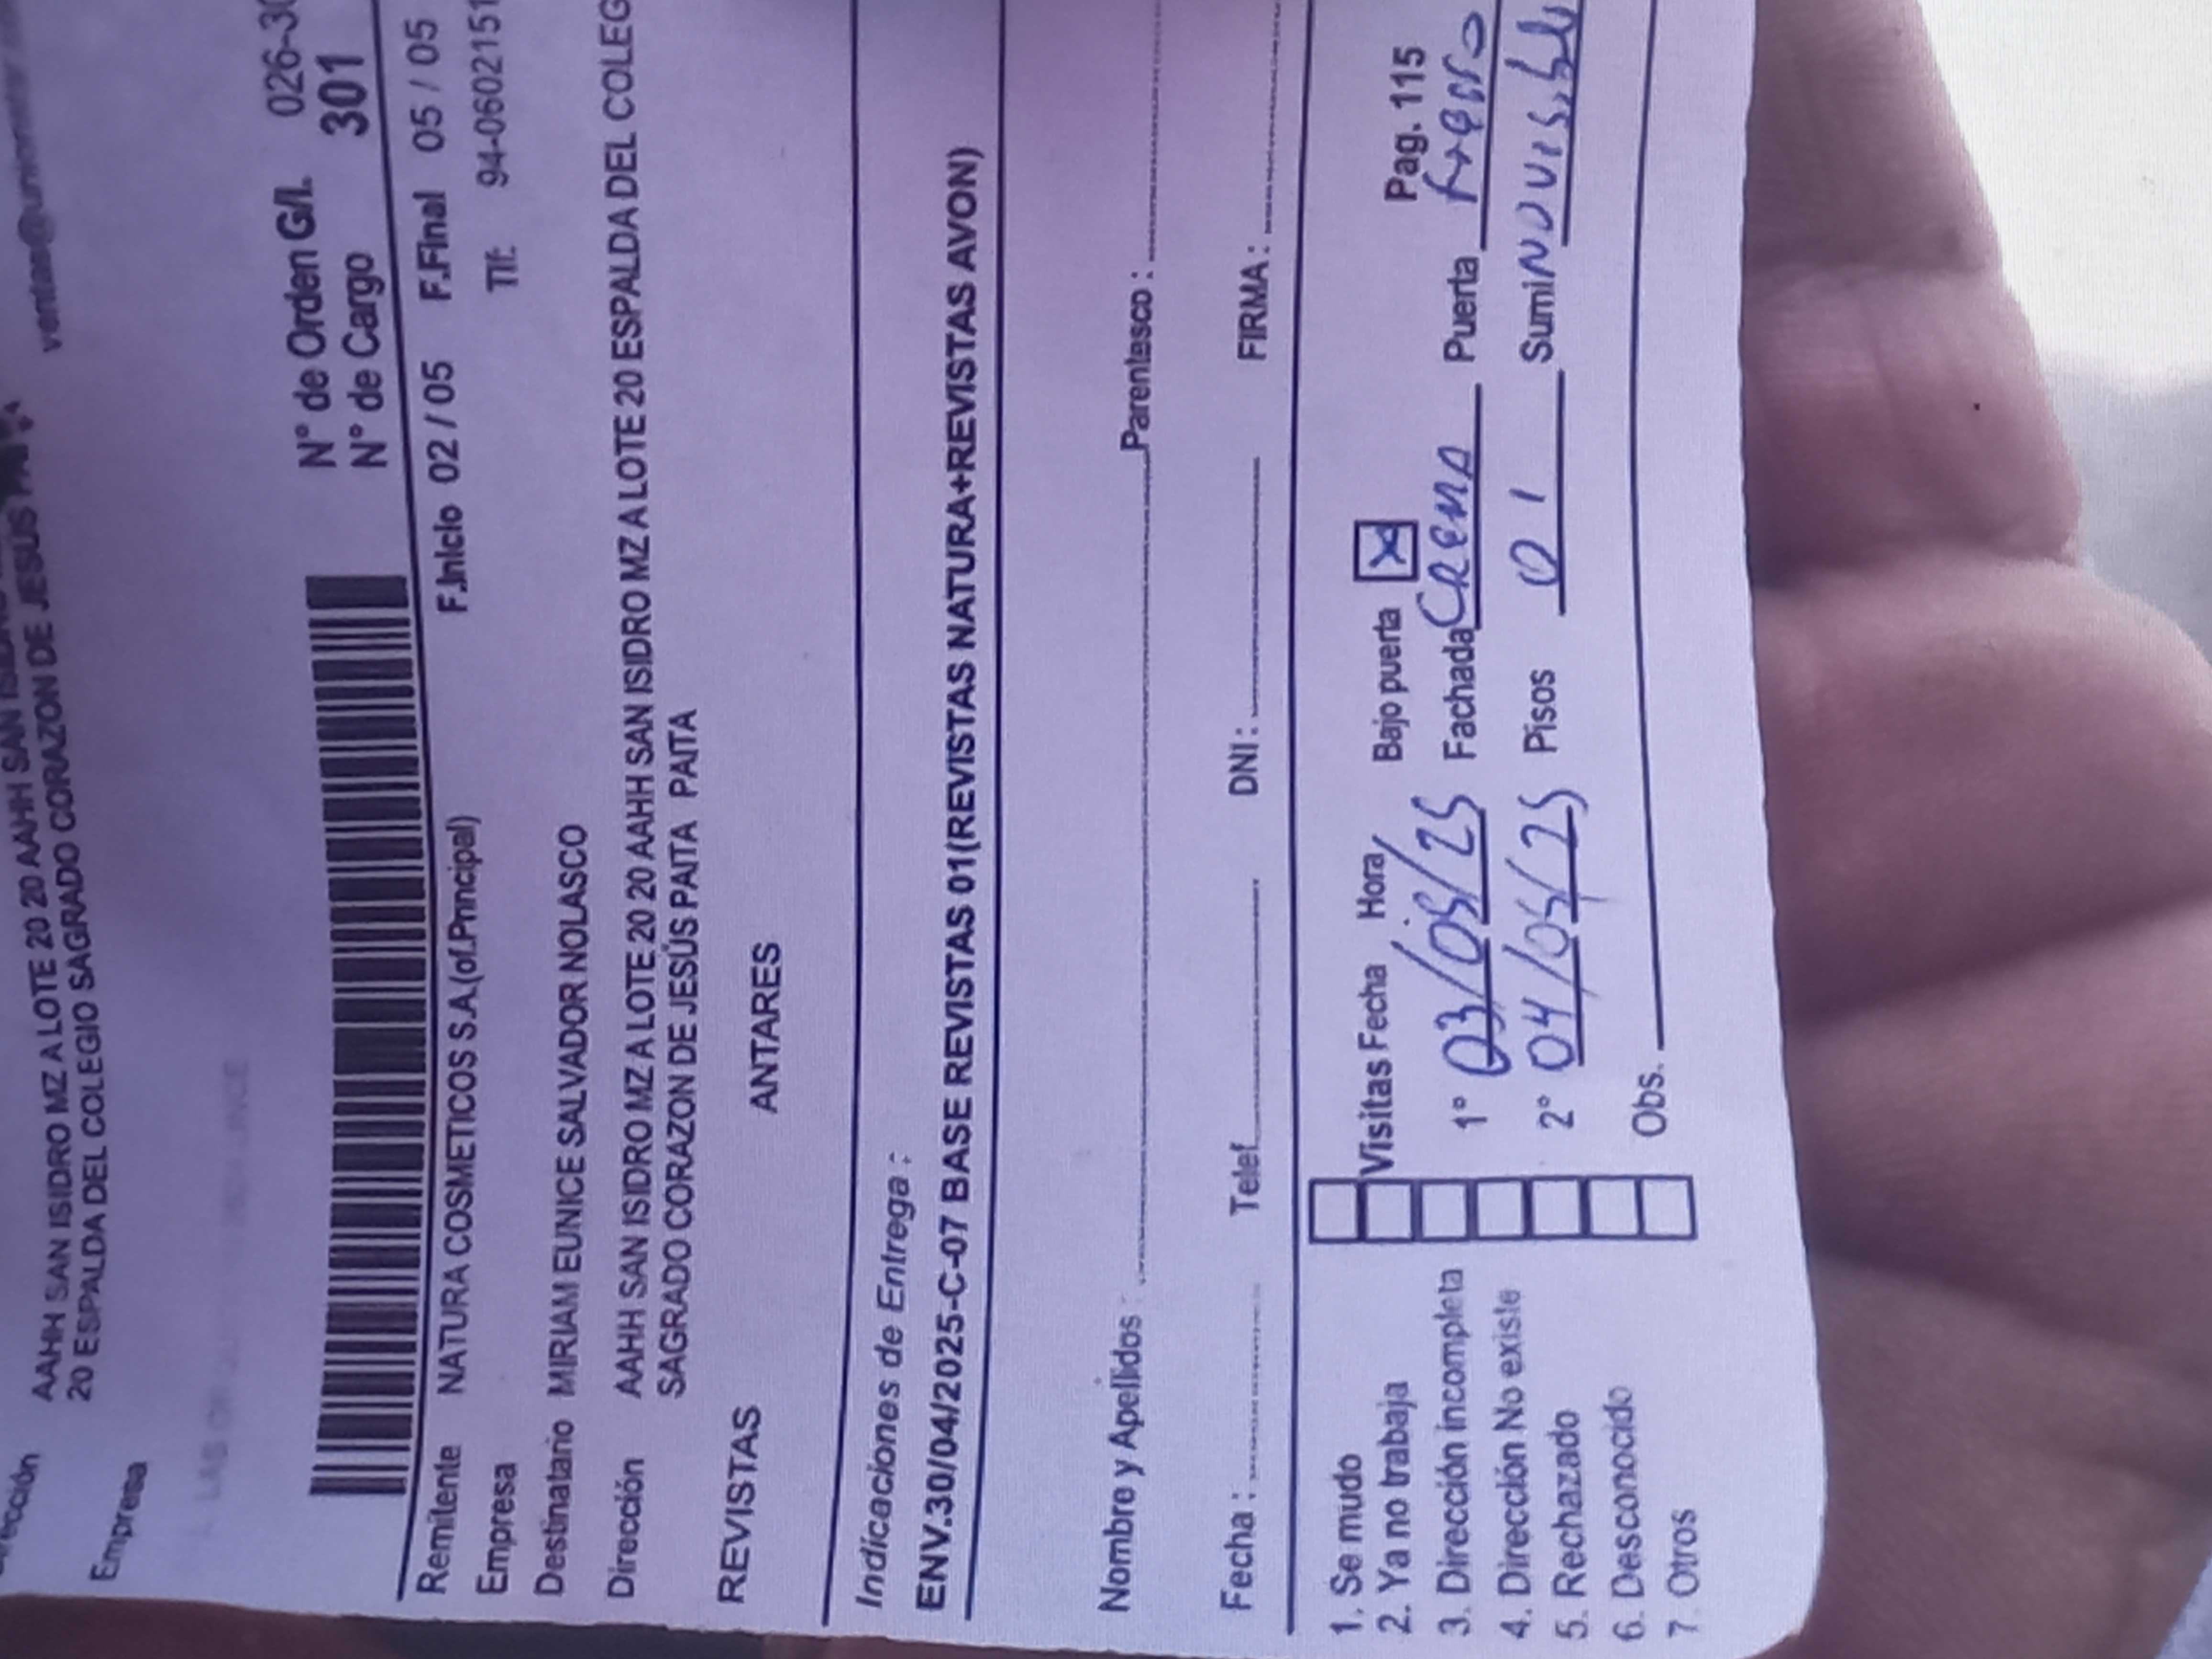 AAHH SAN ISIDRO MZ A LOTE 20 20 AAHH SAN
20 ESPALDA DEL COLEGIO SAGRADO CORAZON DE JESUS
Empresa
N° de Orden G/I. 026-30
N° de Cargo 301
F.Inicio 02 / 05 F.Final 05 / 05
Remitente NATURA COSMETICOS S.A.(of.Principal)
Empresa Tlf: 94-0602151
Destinatario MIRIAM EUNICE SALVADOR NOLASCO
Dirección AAHH SAN ISIDRO MZ A LOTE 20 20 AAHH SAN ISIDRO MZ A LOTE 20 ESPALDA DEL COLEG
SAGRADO CORAZON DE JESÚS PAITA PAITA
REVISTAS ANTARES
Indicaciones de Entrega :
ENV.30/04/2025-C-07 BASE REVISTAS 01(REVISTAS NATURA+REVISTAS AVON)
Nombre y Apellidos : Parentesco :
Fecha : Telef. DNI : FIRMA :
1. Se mudo
2. Ya no trabaja Visitas Fecha Hora Bajo puerta X Pag. 115
3. Dirección incompleta 1° 03/05/25 Fachada Crema Puerta
4. Dirección No existe
5. Rechazado 2° 04/05/25 Pisos 01 Sumi
6. Desconocido
7. Otros Obs.